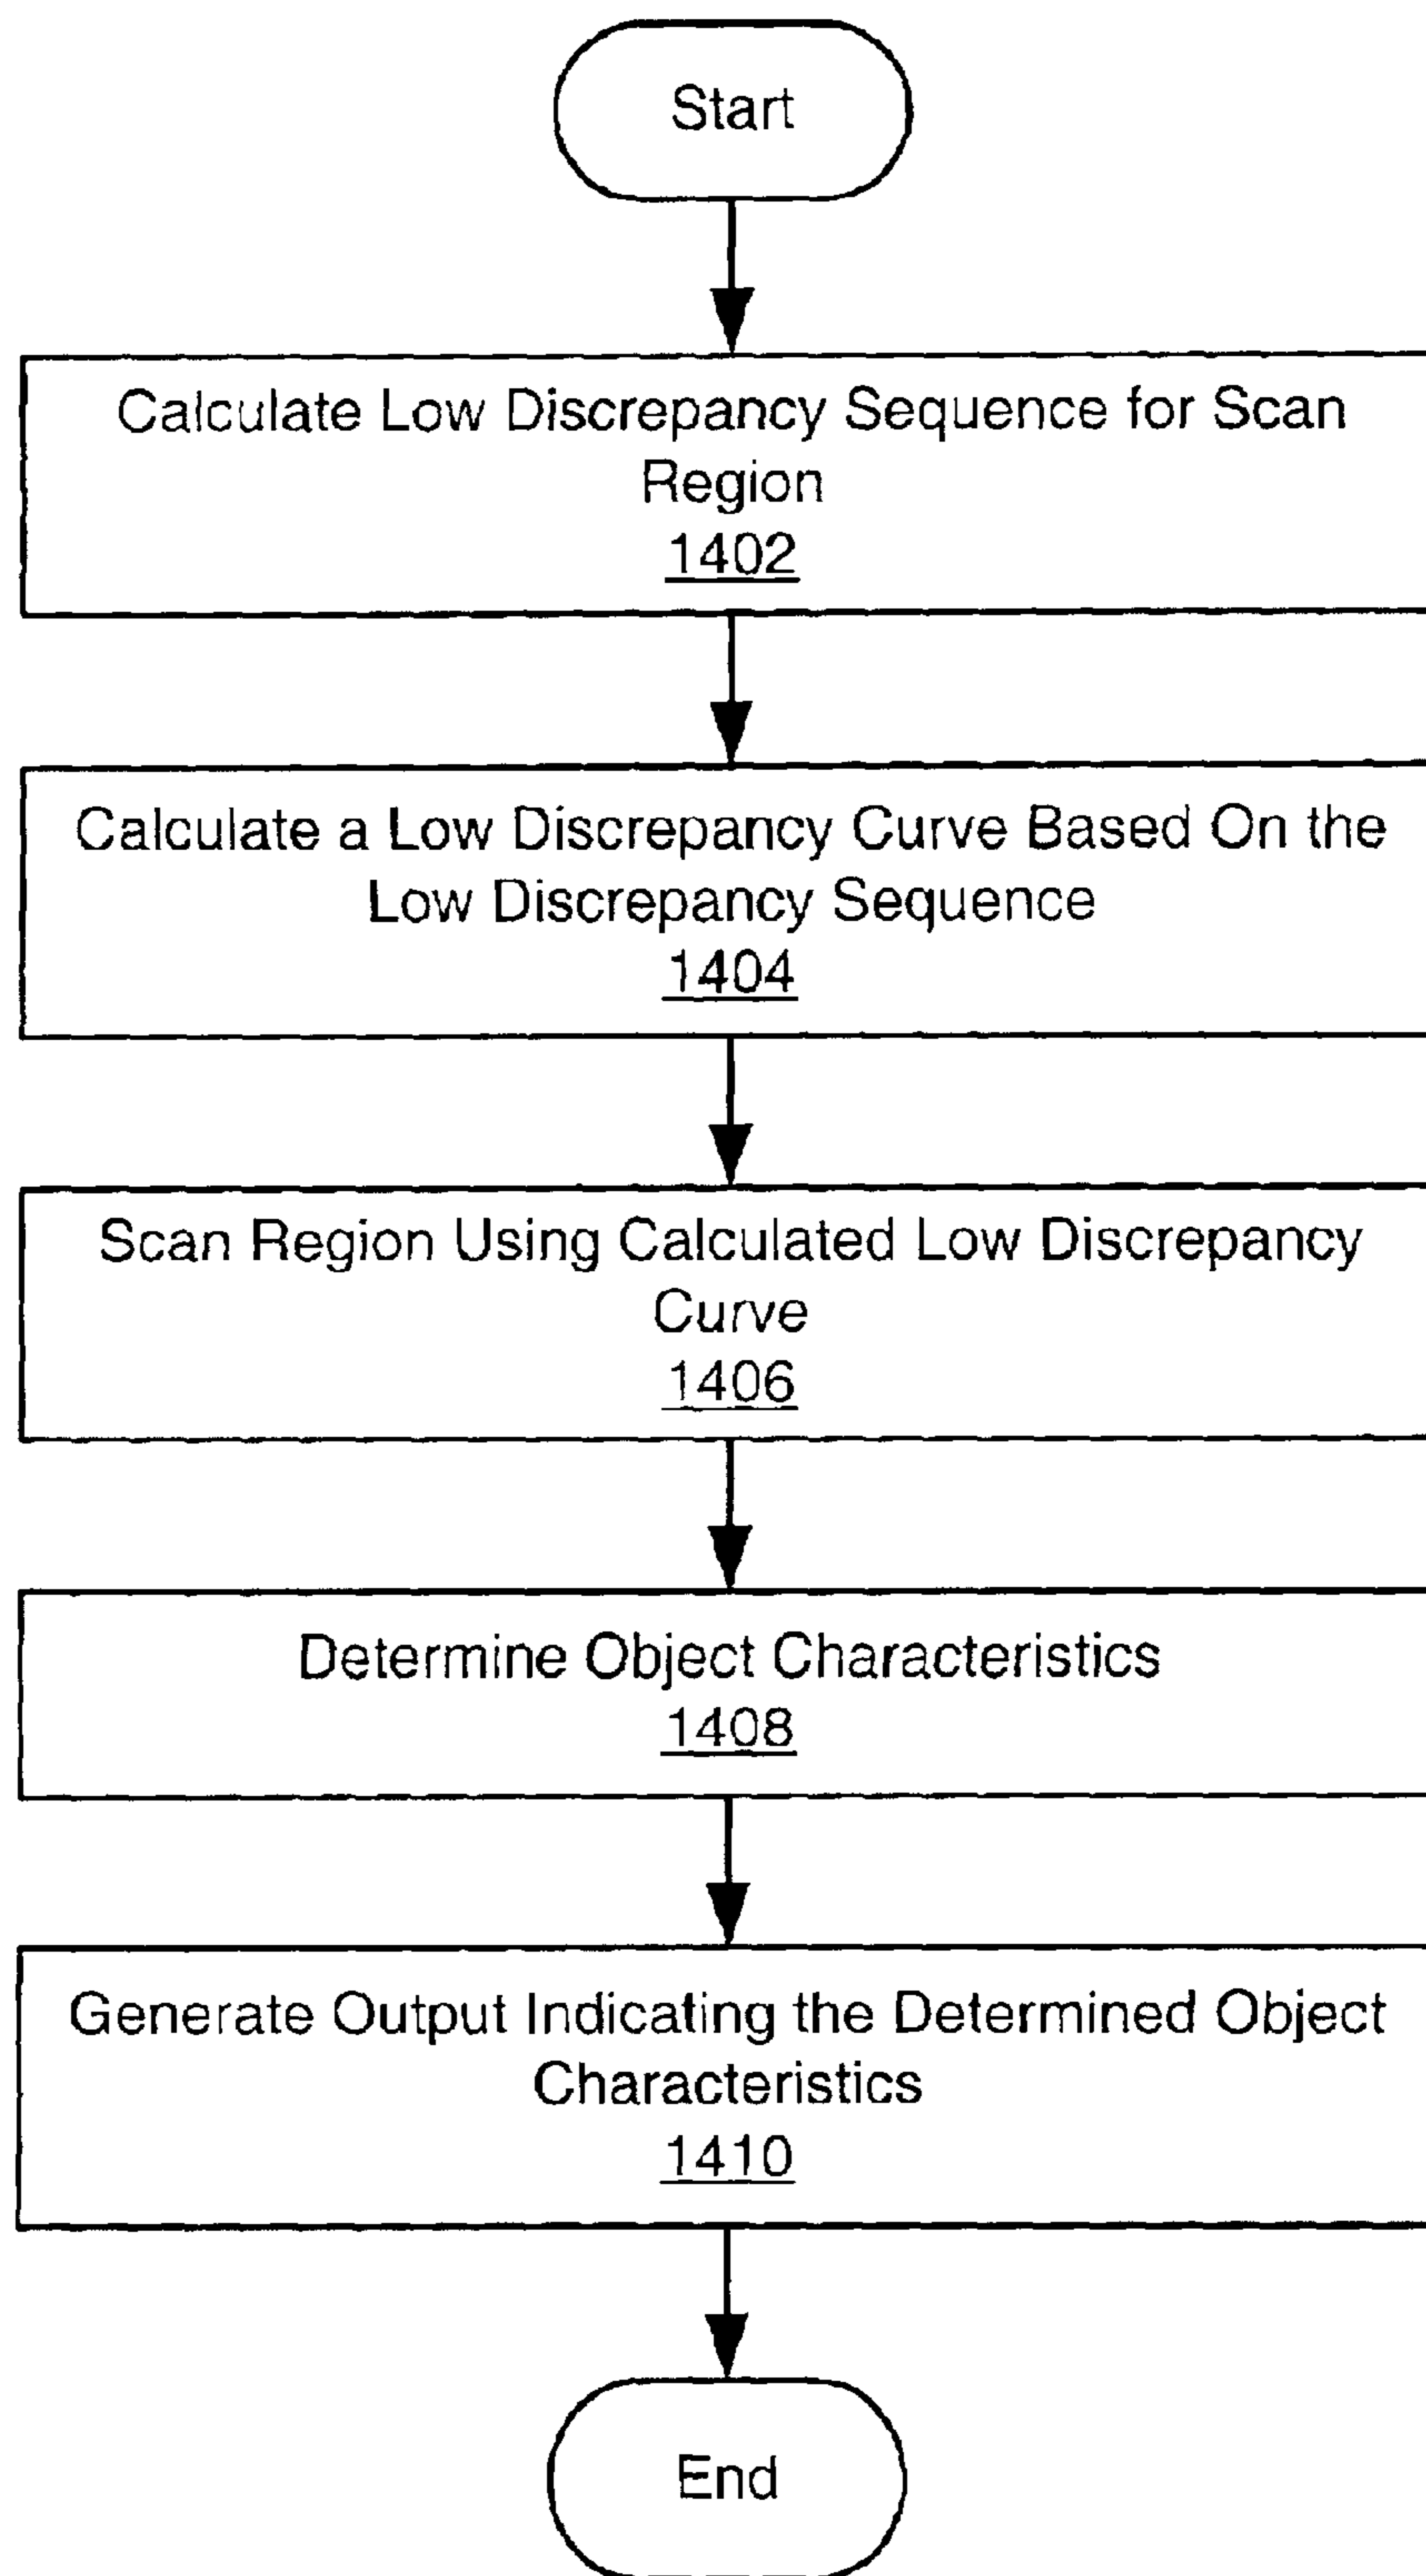 Start
Calculate Low Discrepancy Sequence for Scan
Region
1402
Calculate a Low Discrepancy Curve Based On the
Low Discrepancy Sequence
1404
Scan Region Using Calculated Low Discrepancy
Curve
1406
Determine Object Characteristics
1408
Generate Output Indicating the Determined Object
Characteristics
1410
End